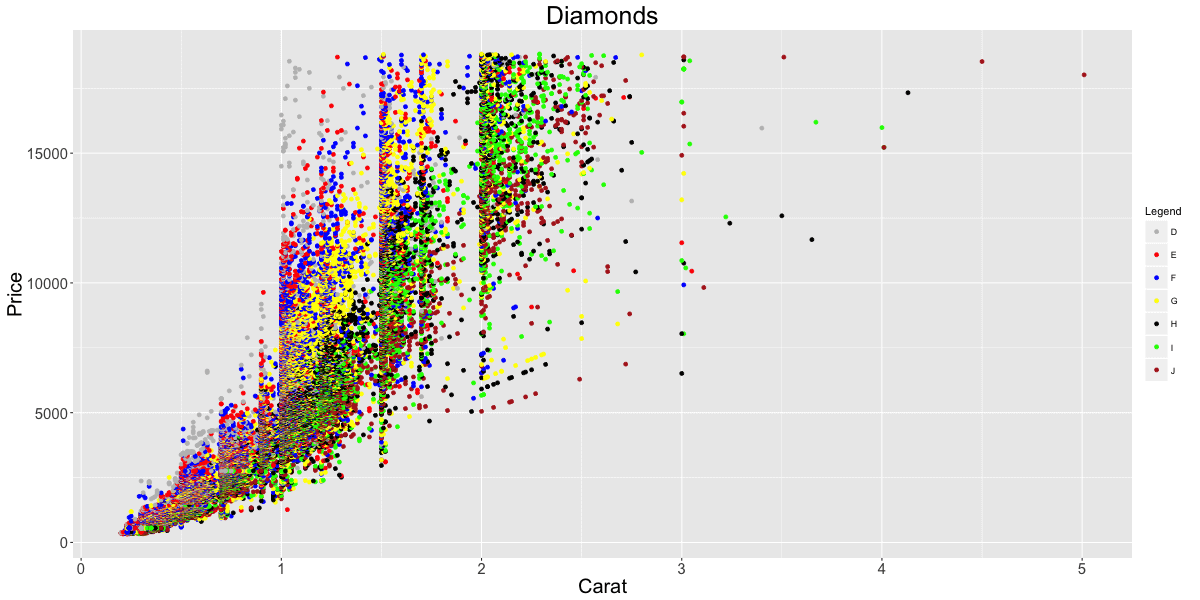 Diamonds
Price
15000
10000
5000
0
0 1 2 3 4 5
Carat
Legend
D
E
F
G
H
I
J